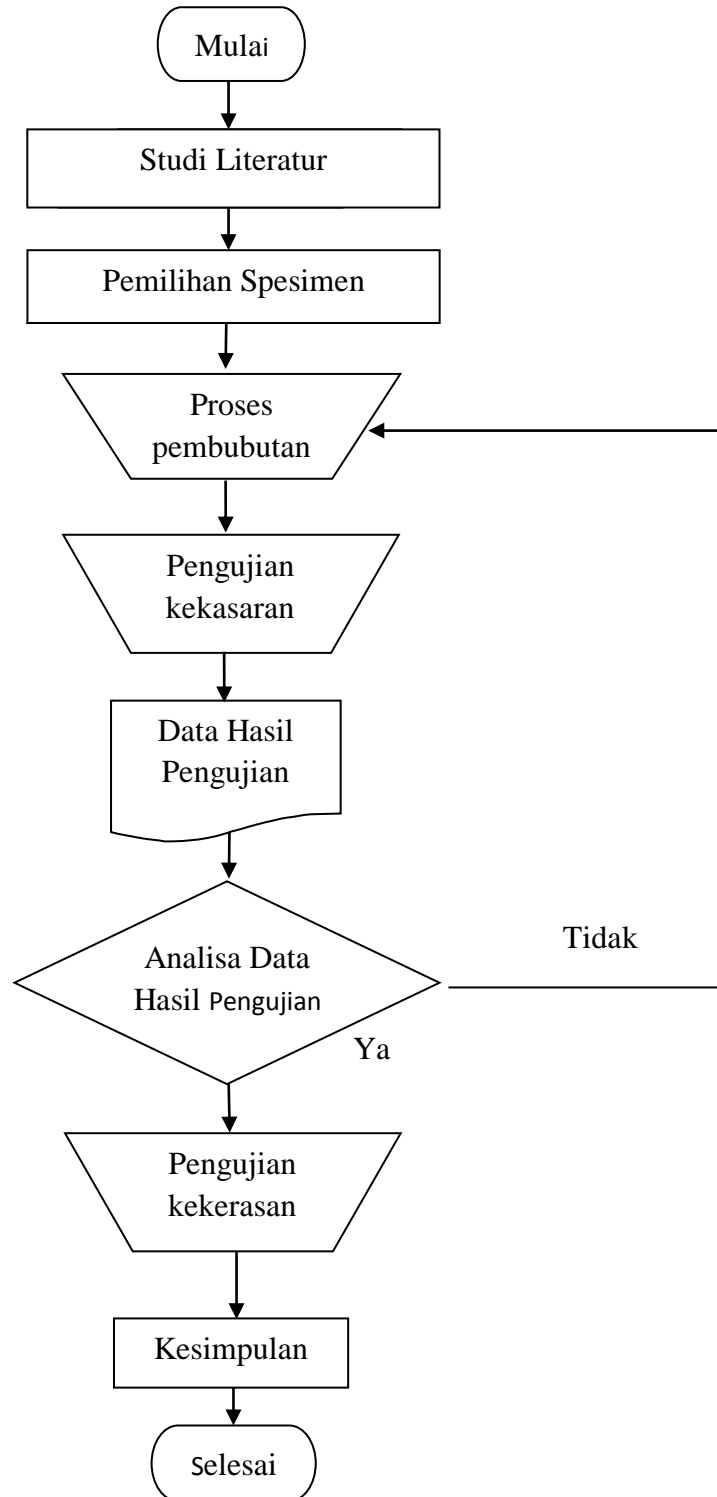 Mulai
Studi Literatur
Pemilihan Spesimen
Proses
pembubutan
Pengujian
kekasaran
Data Hasil
Pengujian
Analisa Data
Hasil Pengujian
Tidak
Ya
Pengujian
kekerasan
Kesimpulan
Selesai